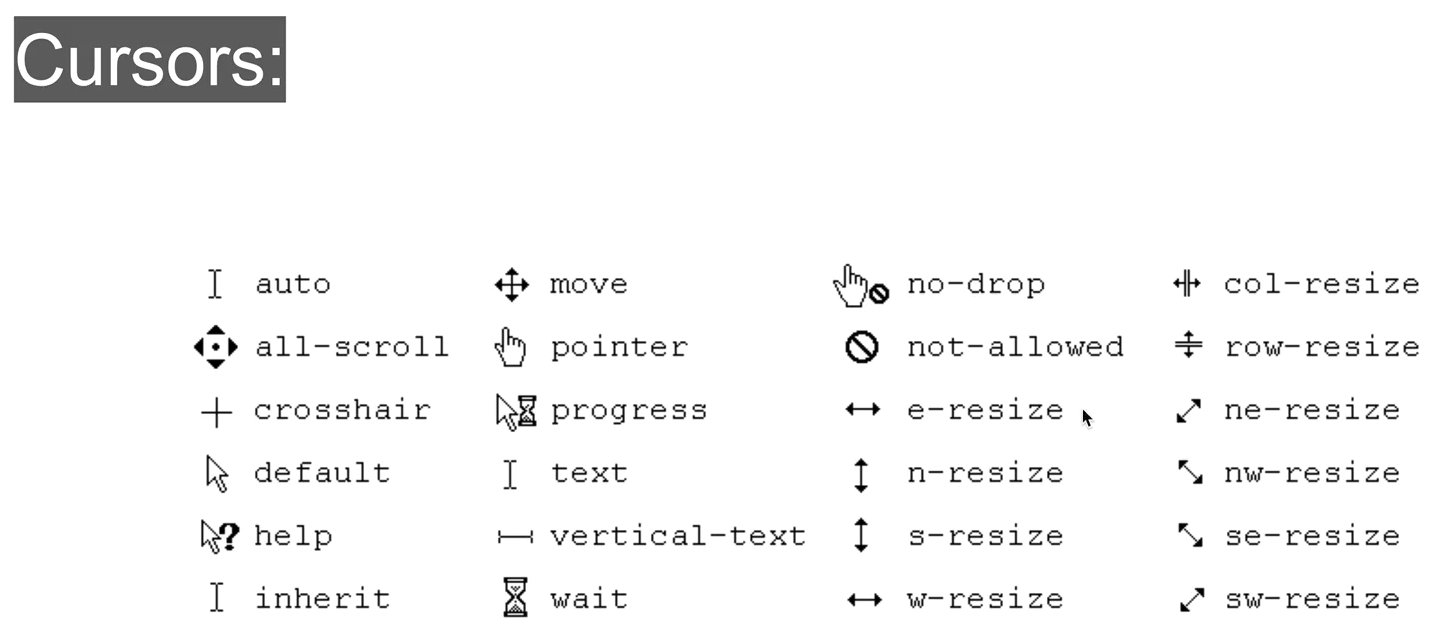 Cursors:
auto move no-drop col-resize
all-scroll pointer not-allowed row-resize
crosshair progress e-resize ne-resize
default text n-resize nw-resize
help vertical-text s-resize se-resize
inherit wait w-resize sw-resize